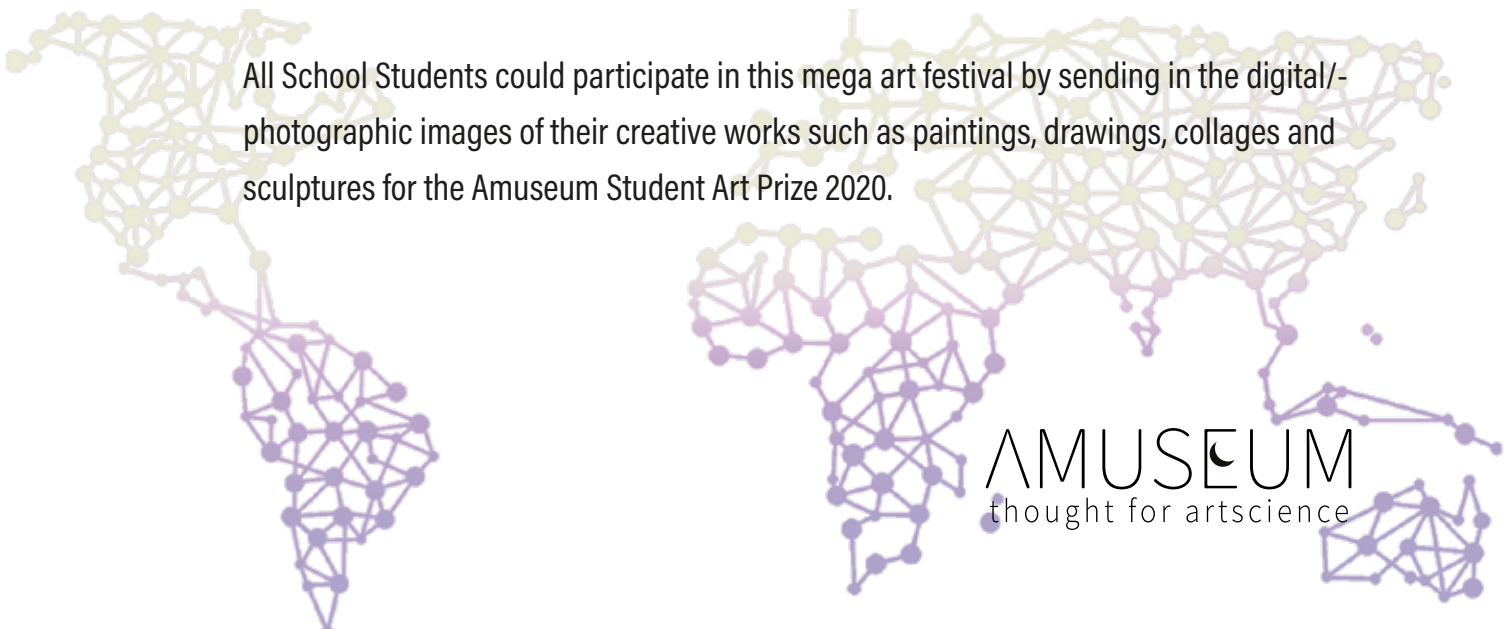 All School Students could participate in this mega art festival by sending in the digital/-
photographic images of their creative works such as paintings, drawings, collages and
sculptures for the Amuseum Student Art Prize 2020.
AMUSEUM
thought for artscience